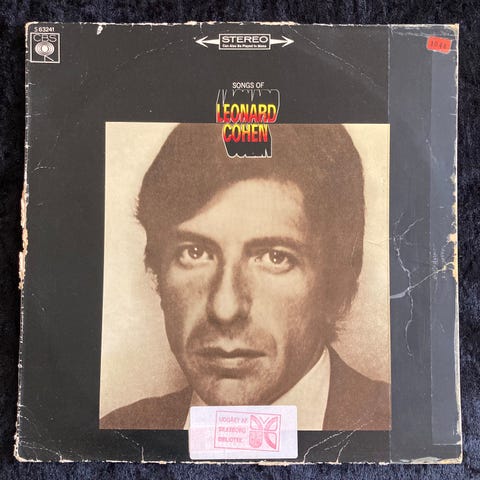 S 63241
CBS
STEREO
Can Also Be Played In Mono
SONGS OF
LEONARD
COHEN
UDGÅET AF
SILKEBORG
BIBLIOTEK